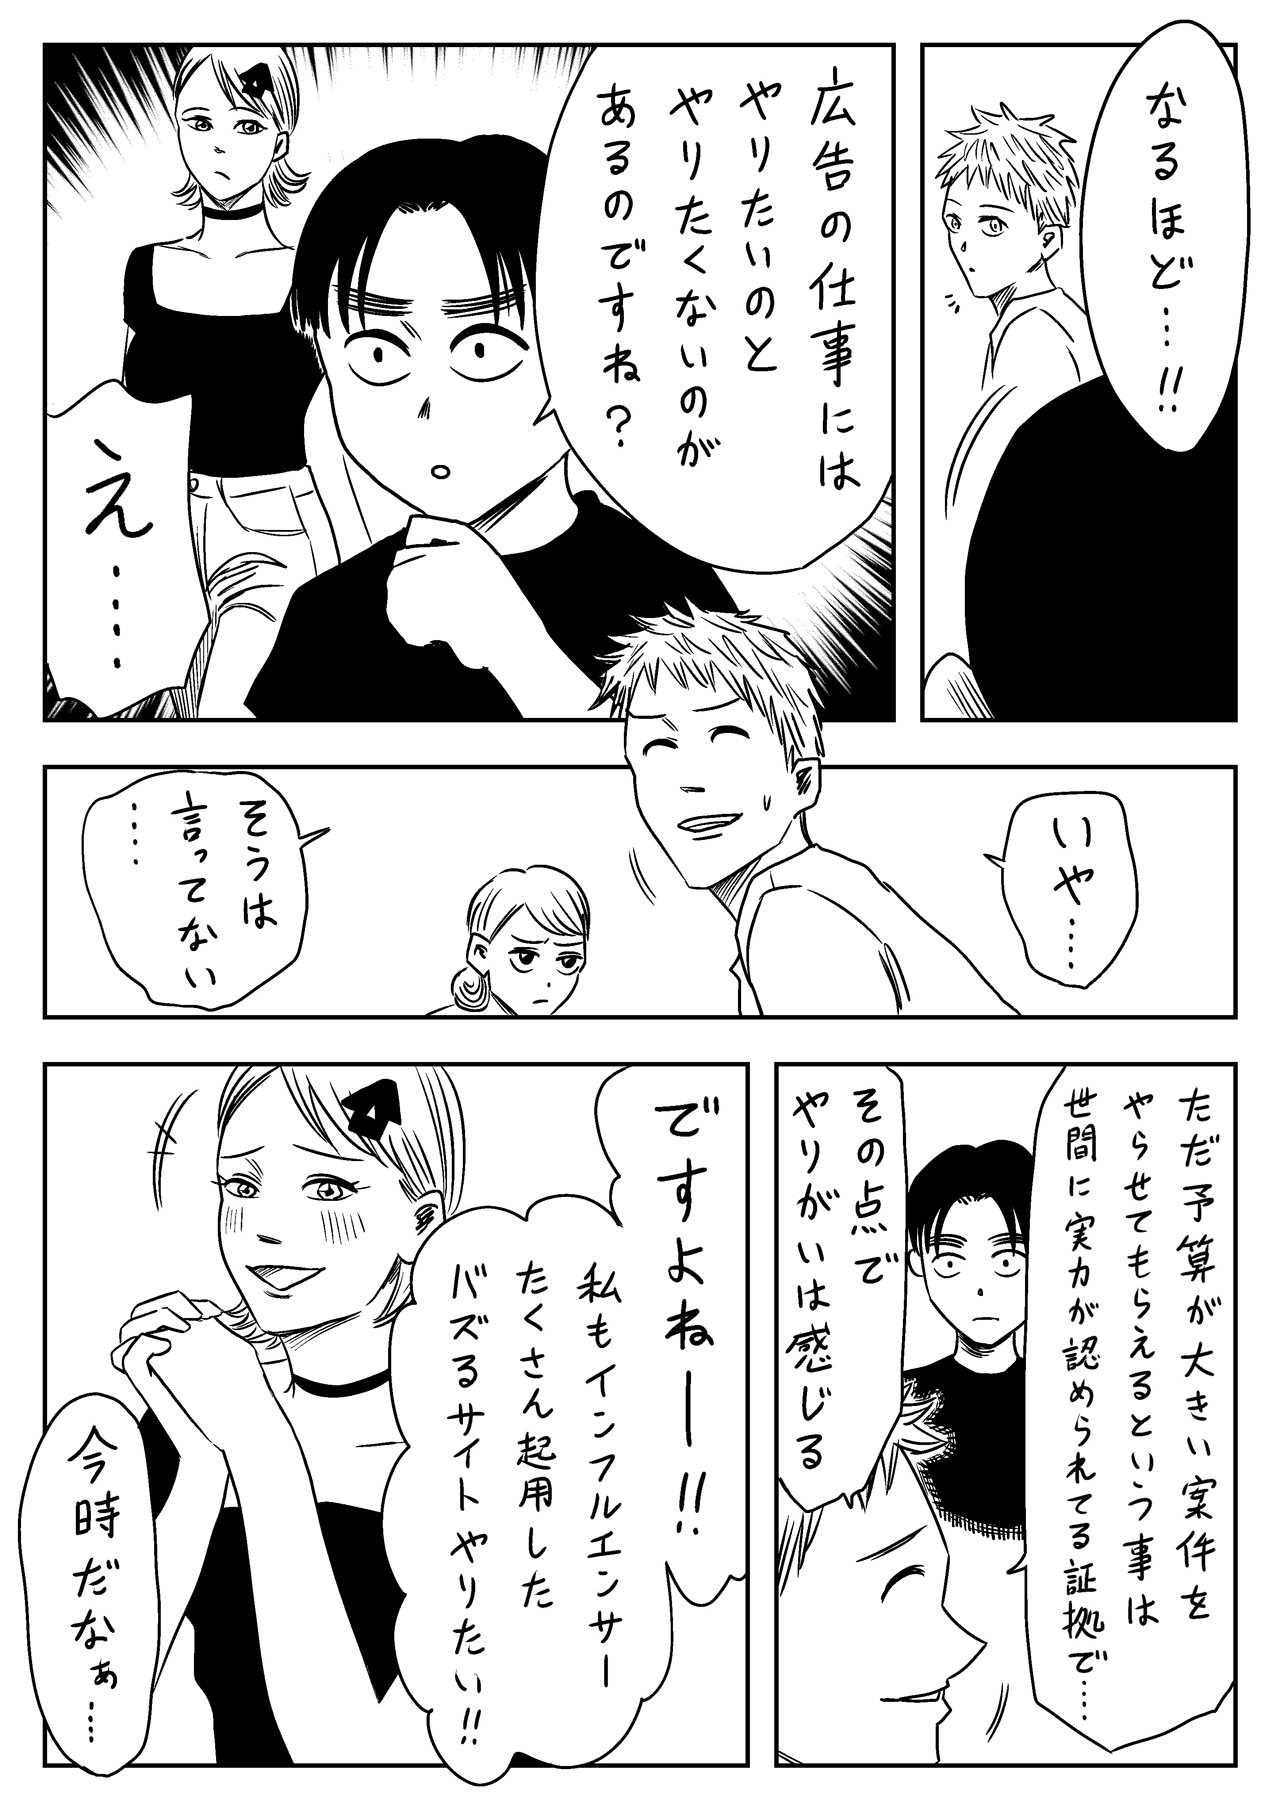 なるほど…!!
広告の仕事には
やりたいのと
やりたくないのが
あるのですね？
え……
いや……
そうは
言ってない
……
ただ予算が大きい案件を
やらせてもらえるという事は
世間に実力が認められてる証拠で……
その点で
やりがいは感じる
ですよねー!!
私もインフルエンサー
たくさん起用した
バズるサイトやりたい!!
今時だなぁ…